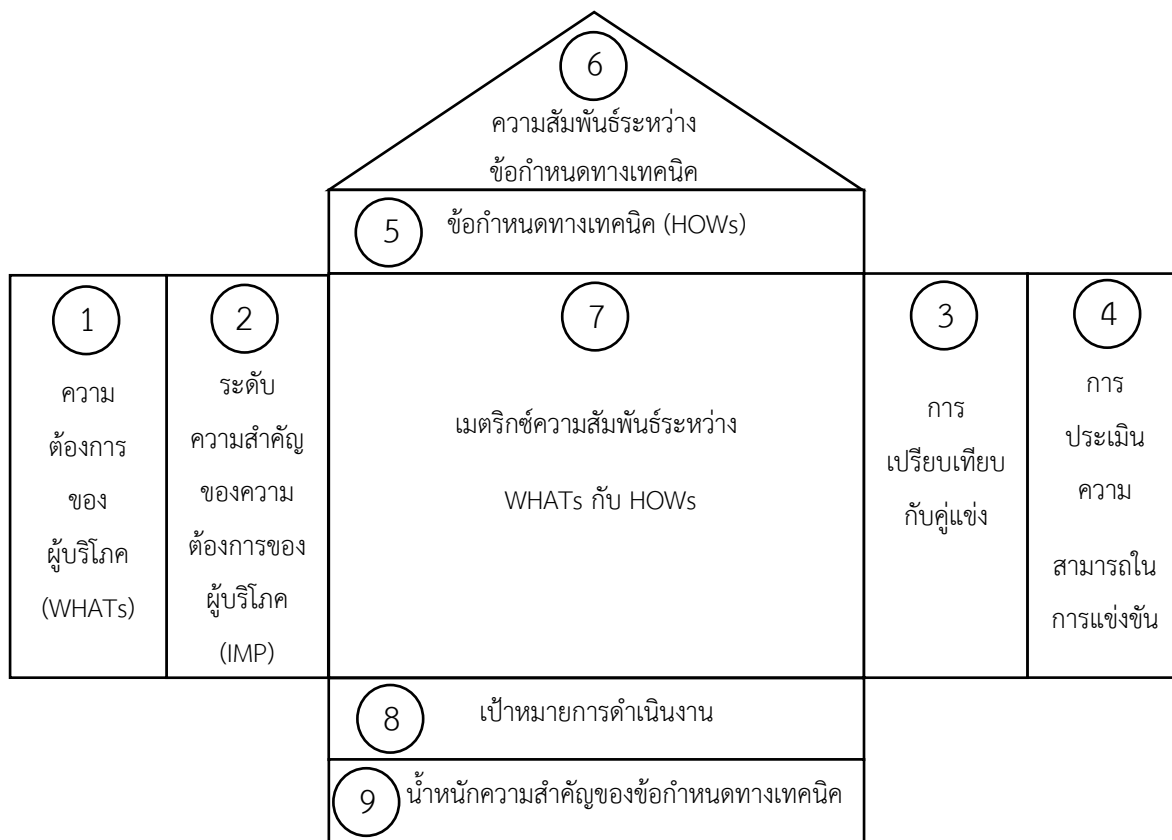 6
ความสัมพันธ์ระหว่าง
ข้อกำหนดทางเทคนิค
5
ข้อกำหนดทางเทคนิค (HOWs)
1
ความ
ต้องการ
ของ
ผู้บริโภค
(WHATs)
2
ระดับ
ความสำคัญ
ของความ
ต้องการของ
ผู้บริโภค
(IMP)
7
เมตริกซ์ความสัมพันธ์ระหว่าง
WHATs กับ HOWs
3
การ
เปรียบเทียบ
กับคู่แข่ง
4
การ
ประเมิน
ความ
สามารถใน
การแข่งขัน
8
เป้าหมายการดำเนินงาน
9
น้ำหนักความสำคัญของข้อกำหนดทางเทคนิค